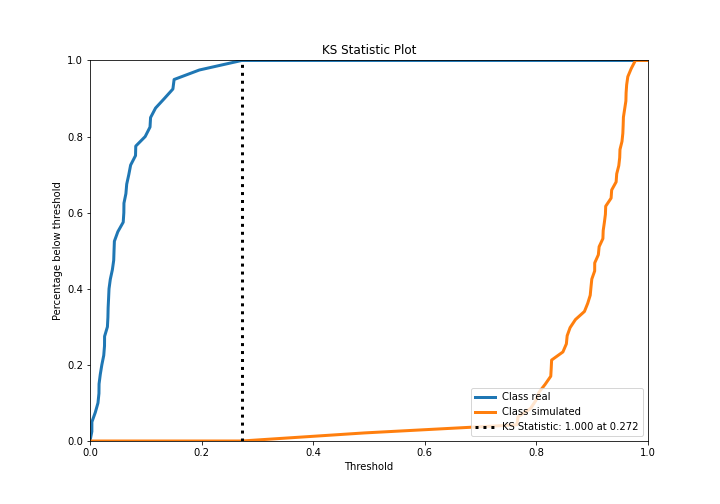 KS Statistic Plot
1.0
0.8
0.6
0.4
0.2
0.0
Percentage below threshold
0.0 0.2 0.4 0.6 0.8 1.0
Threshold
Class real
Class simulated
KS Statistic: 1.000 at 0.272